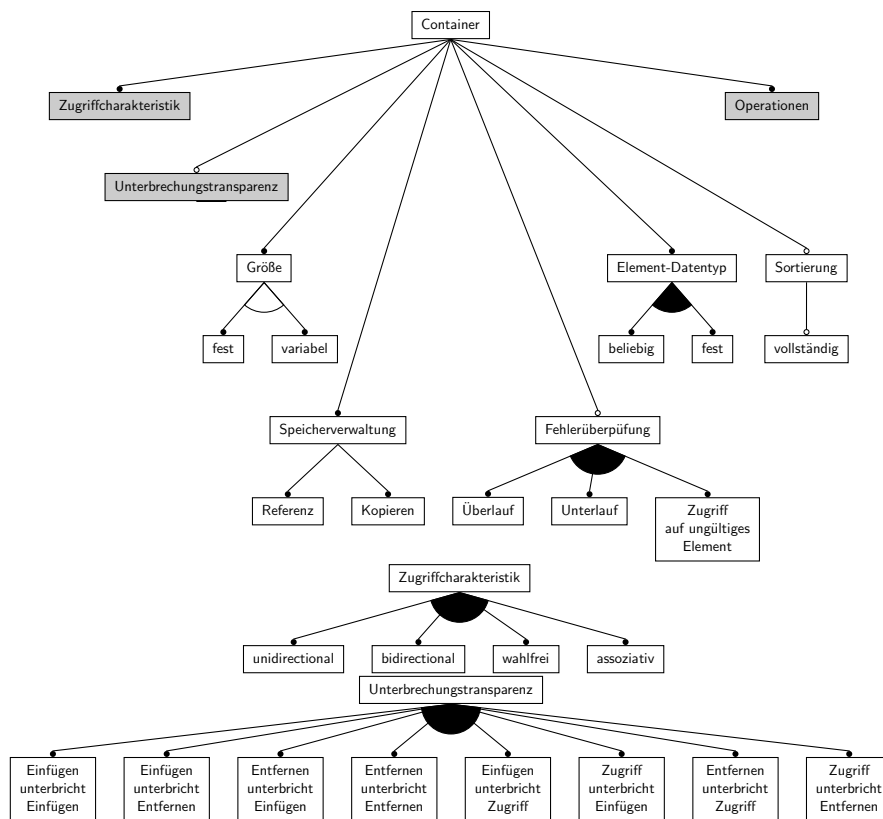 Container
Zugriffcharakteristik
Operationen
Unterbrechungstransparenz
Größe
Element-Datentyp
Sortierung
fest
variabel
beliebig
fest
vollständig
Speicherverwaltung
Fehlerüberpüfung
Referenz
Kopieren
Überlauf
Unterlauf
Zugriff
auf ungültiges
Element
Zugriffcharakteristik
unidirectional
bidirectional
wahlfrei
assoziativ
Unterbrechungstransparenz
Einfügen
unterbricht
Einfügen
Einfügen
unterbricht
Entfernen
Entfernen
unterbricht
Einfügen
Entfernen
unterbricht
Entfernen
Einfügen
unterbricht
Zugriff
Zugriff
unterbricht
Einfügen
Entfernen
unterbricht
Zugriff
Zugriff
unterbricht
Entfernen